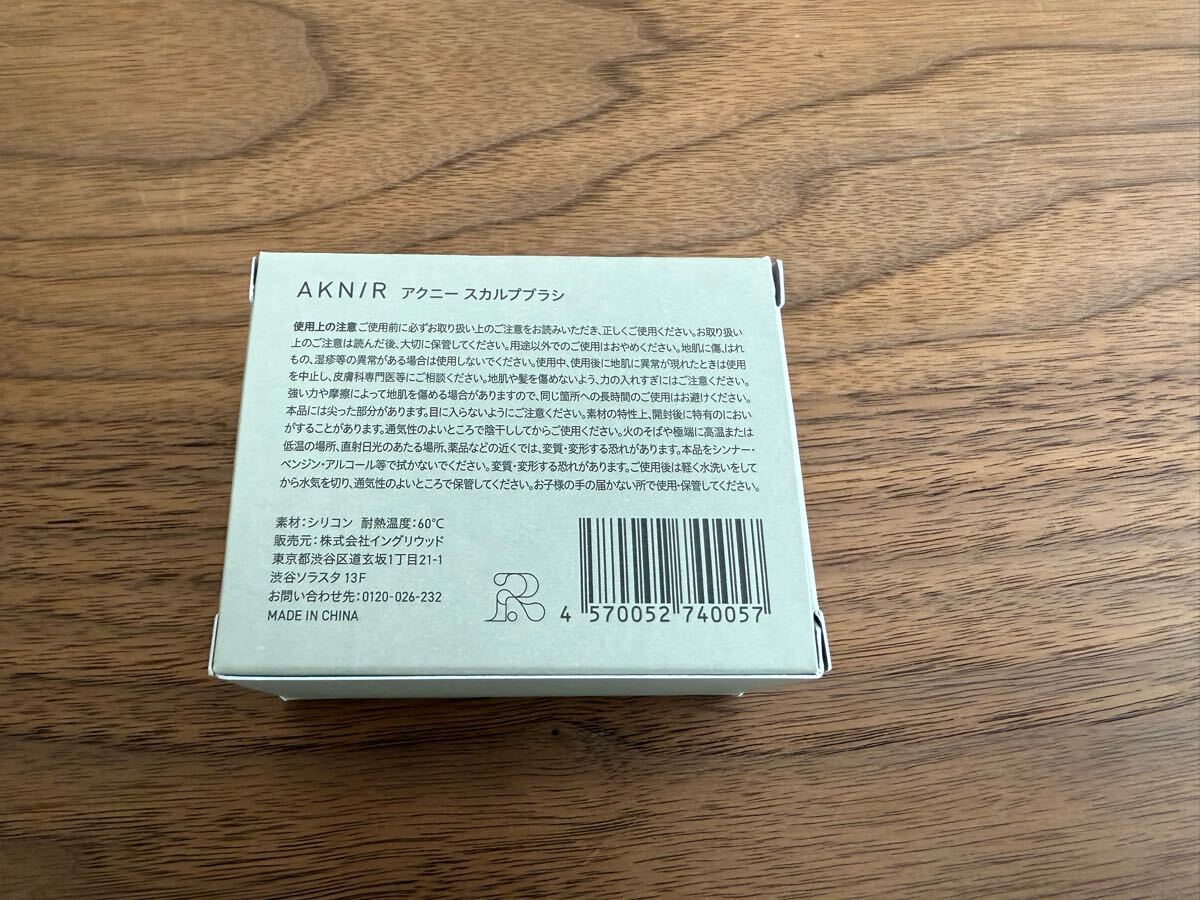 AKNIR アクニー スカルプブラシ
使用上の注意 ご使用前に必ずお取り扱い上のご注意をお読みいただき、正しくご使用ください。お取り扱い
上のご注意は読んだ後、大切に保管してください。用途以外でのご使用はおやめください。地肌に傷、はれ
もの、湿疹等の異常がある場合は使用しないでください。使用中、使用後に地肌に異常が現れたときは使用
を中止し、皮膚科専門医等にご相談ください。地肌や髪を傷めないよう、力の入れすぎにはご注意ください。
強い力や摩擦によって地肌を傷める場合がありますので、同じ箇所への長時間のご使用はお避けください。
本品には尖った部分があります。目に入らないようにご注意ください。素材の特性上、開封後に特有のにおい
がすることがあります。通気性のよいところで陰干ししてからご使用ください。火のそばや極端に高温または
低温の場所、直射日光のあたる場所、薬品などの近くでは、変質・変形する恐れがあります。本品をシンナー・
ベンジン・アルコール等で拭かないでください。変質・変形する恐れがあります。ご使用後は軽く水洗いをして
から水気を切り、通気性のよいところで保管してください。お子様の手の届かない所で使用・保管してください。
素材：シリコン 耐熱温度：60℃
販売元：株式会社イングリウッド
東京都渋谷区道玄坂1丁目21-1
渋谷ソラスタ 13F
お問い合わせ先：0120-026-232
MADE IN CHINA
R
4 570052 740057